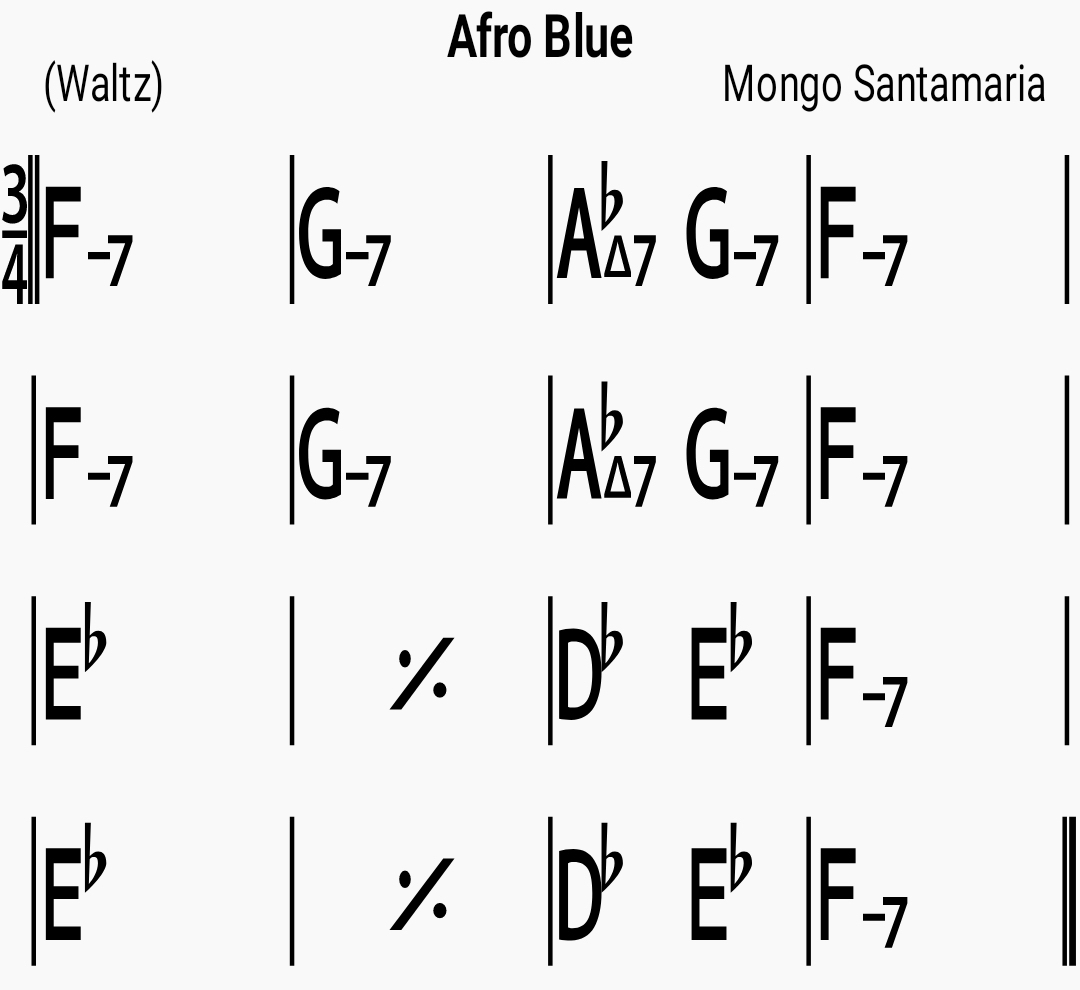 Afro Blue
(Waltz) Mongo Santamaria
3/4 F–7 | G–7 | A♭Δ7 G–7 | F–7 |
| F–7 | G–7 | A♭Δ7 G–7 | F–7 |
| E♭ | 𝄎 | D♭ E♭ | F–7 |
| E♭ | 𝄎 | D♭ E♭ | F–7 ||